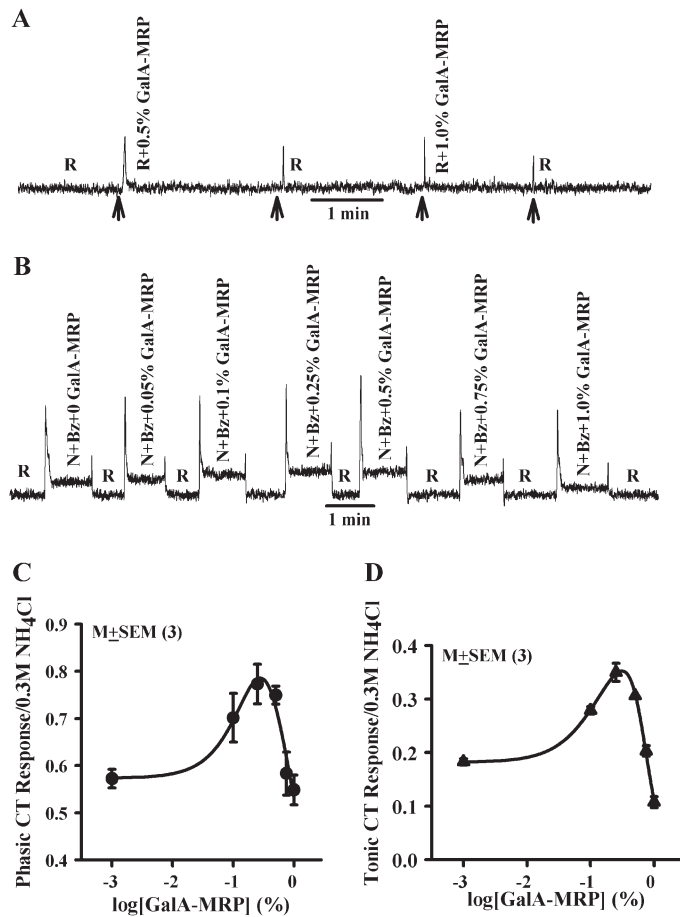 A
R
R+0.5% GalA-MRP
R
R+1.0% GalA-MRP
R
1 min
B
R
N+Bz+0 GalA-MRP
R
N+Bz+0.05% GalA-MRP
R
N+Bz+0.1% GalA-MRP
N+Bz+0.25% GalA-MRP
R
N+Bz+0.5% GalA-MRP
R
N+Bz+0.75% GalA-MRP
R
N+Bz+1.0% GalA-MRP
R
1 min
C
Phasic CT Response/0.3M NH4Cl
0.9
0.8
0.7
0.6
0.5
0.4
M±SEM (3)
-3
-2
-1
0
log[GalA-MRP] (%)
D
Tonic CT Response/0.3M NH4Cl
0.4
0.3
0.2
0.1
0.0
M±SEM (3)
-3
-2
-1
0
log[GalA-MRP] (%)